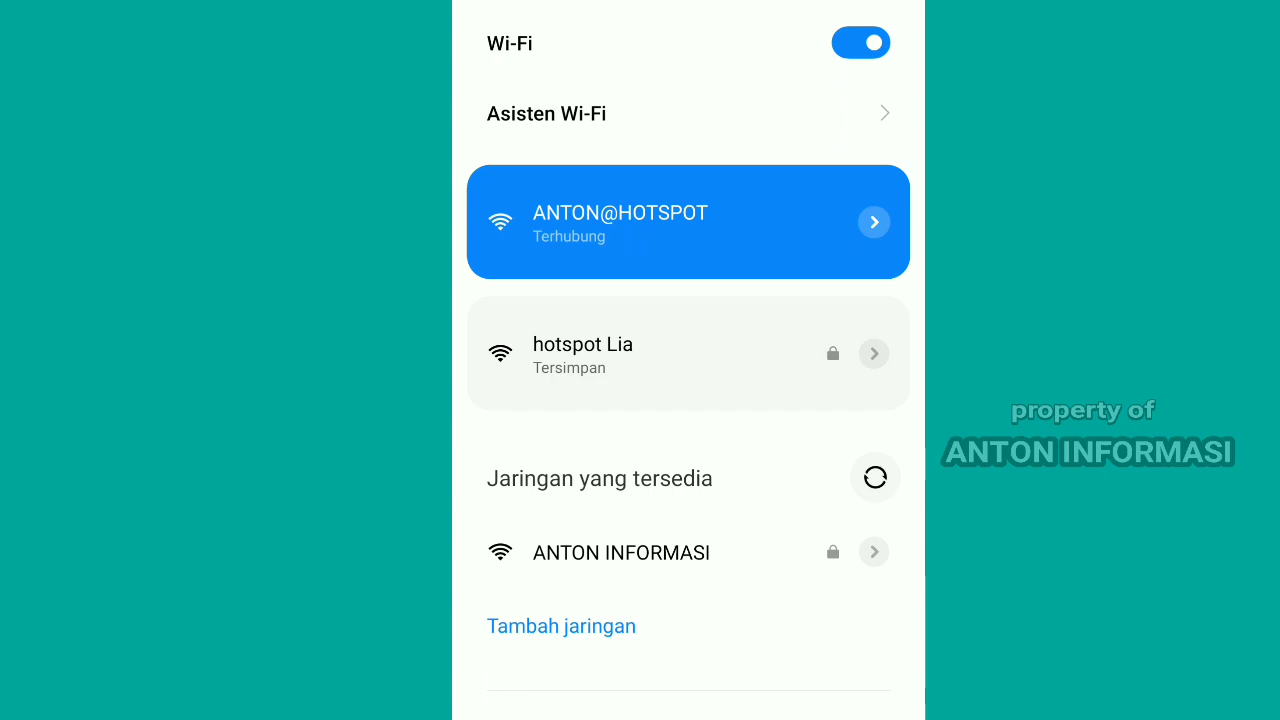 Wi-Fi
Asisten Wi-Fi
ANTON@HOTSPOT
Terhubung
hotspot Lia
Tersimpan
Jaringan yang tersedia
ANTON INFORMASI
Tambah jaringan
property of
ANTON INFORMASI